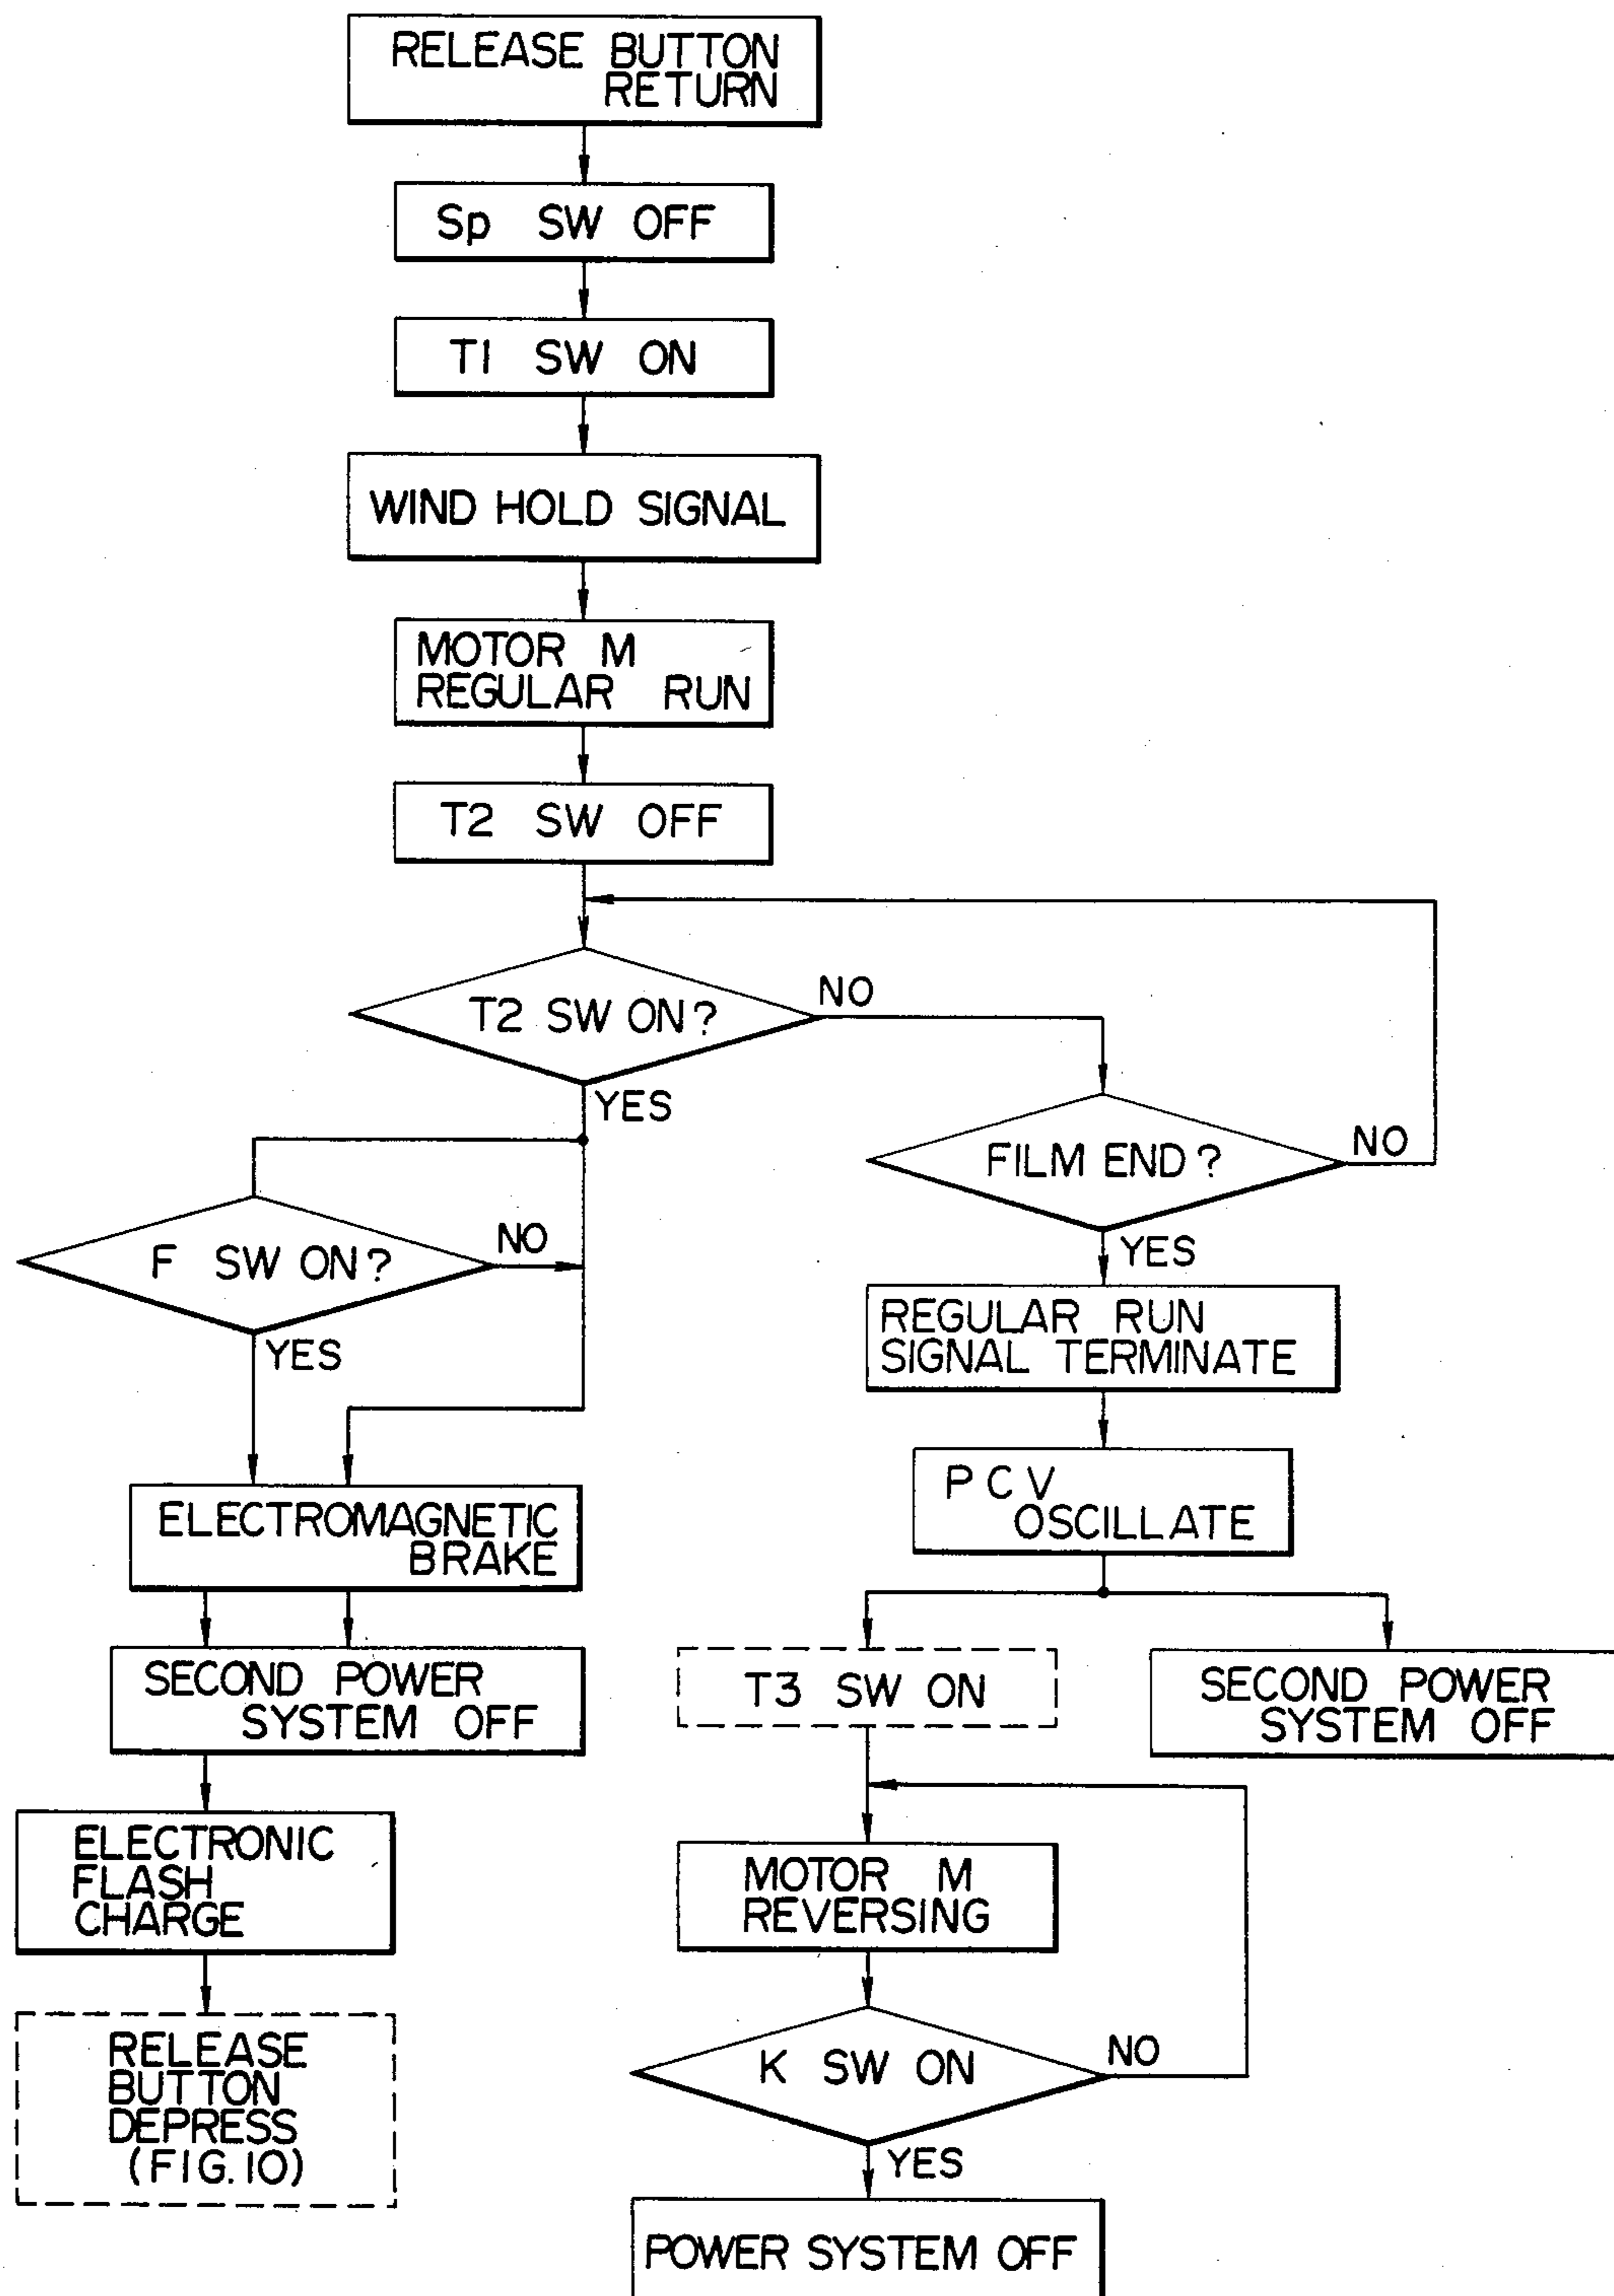 RELEASE BUTTON
RETURN
Sp SW OFF
T1 SW ON
WIND HOLD SIGNAL
MOTOR M
REGULAR RUN
T2 SW OFF
T2 SW ON?
NO
YES
FILM END?
NO
YES
F SW ON?
NO
YES
REGULAR RUN
SIGNAL TERMINATE
PCV
OSCILLATE
ELECTROMAGNETIC
BRAKE
SECOND POWER
SYSTEM OFF
T3 SW ON
SECOND POWER
SYSTEM OFF
ELECTRONIC
FLASH
CHARGE
MOTOR M
REVERSING
RELEASE
BUTTON
DEPRESS
(FIG. 10)
K SW ON
NO
YES
POWER SYSTEM OFF